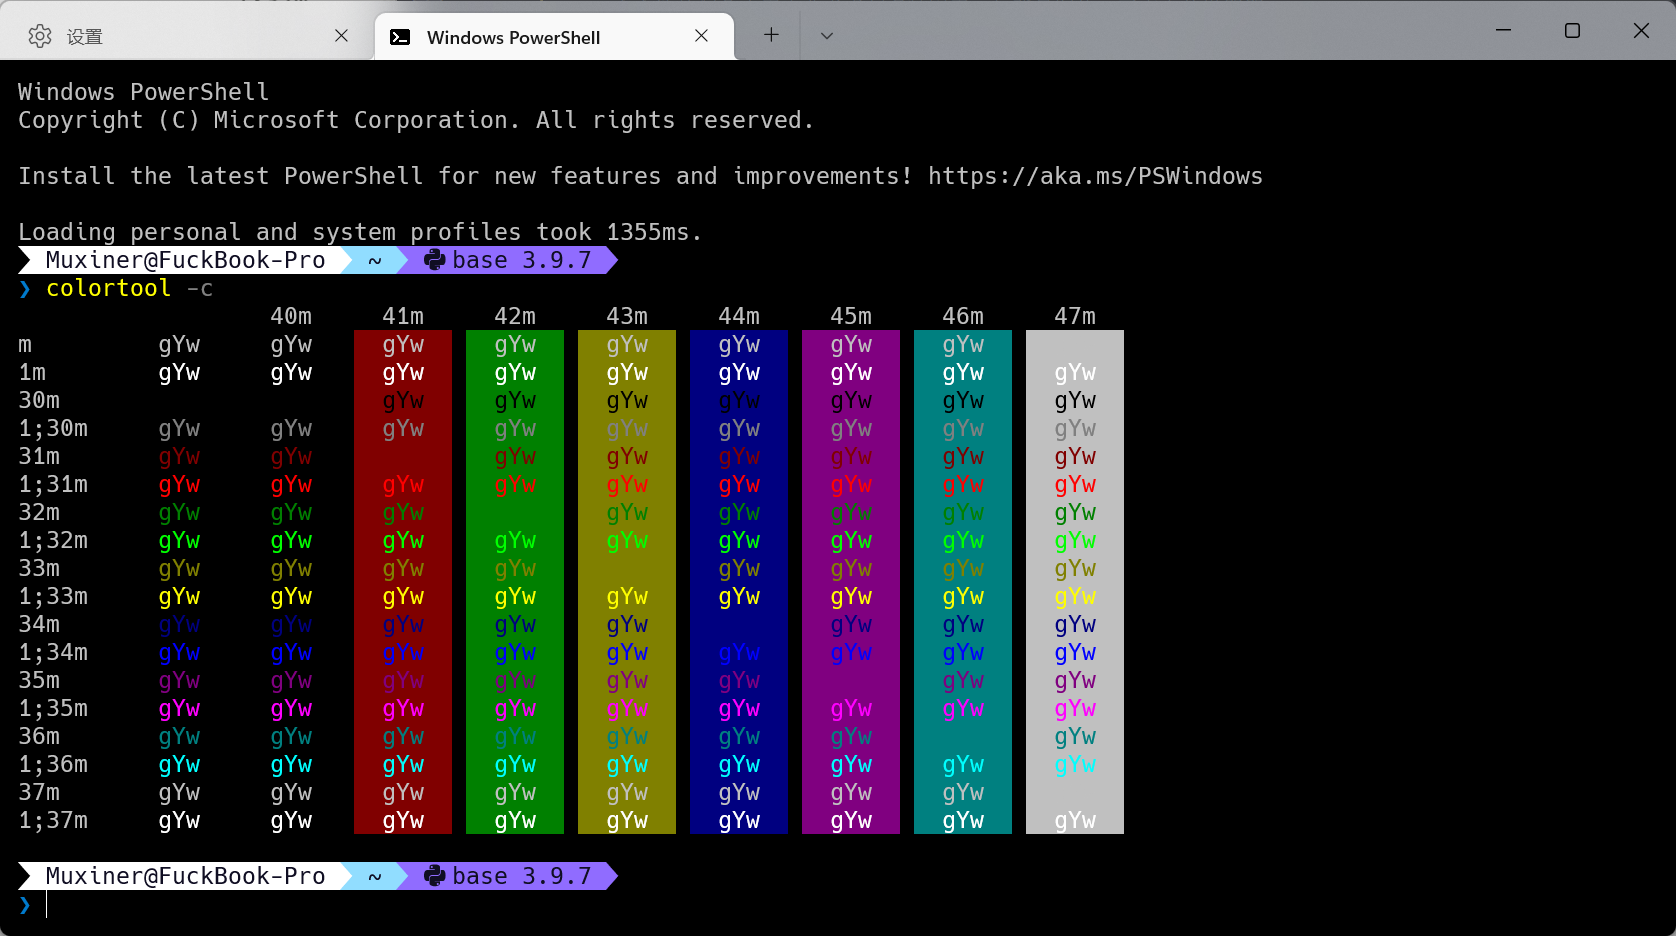 设置
Windows PowerShell
Windows PowerShell
Copyright (C) Microsoft Corporation. All rights reserved.
Install the latest PowerShell for new features and improvements! https://aka.ms/PSWindows
Loading personal and system profiles took 1355ms.
Muxiner@FuckBook-Pro ~ base 3.9.7
❯ colortool -c
40m 41m 42m 43m 44m 45m 46m 47m
m gYw gYw gYw gYw gYw gYw gYw gYw
1m gYw gYw gYw gYw gYw gYw gYw gYw gYw
30m gYw gYw gYw gYw gYw gYw gYw
1;30m gYw gYw gYw gYw gYw gYw gYw gYw gYw
31m gYw gYw gYw gYw gYw gYw gYw gYw
1;31m gYw gYw gYw gYw gYw gYw gYw gYw gYw
32m gYw gYw gYw gYw gYw gYw gYw gYw
1;32m gYw gYw gYw gYw gYw gYw gYw gYw gYw
33m gYw gYw gYw gYw gYw gYw gYw gYw
1;33m gYw gYw gYw gYw gYw gYw gYw gYw gYw
34m gYw gYw gYw gYw gYw gYw gYw gYw
1;34m gYw gYw gYw gYw gYw gYw gYw gYw gYw
35m gYw gYw gYw gYw gYw gYw gYw gYw
1;35m gYw gYw gYw gYw gYw gYw gYw gYw gYw
36m gYw gYw gYw gYw gYw gYw gYw gYw
1;36m gYw gYw gYw gYw gYw gYw gYw gYw gYw
37m gYw gYw gYw gYw gYw gYw gYw gYw
1;37m gYw gYw gYw gYw gYw gYw gYw gYw gYw
Muxiner@FuckBook-Pro ~ base 3.9.7
❯